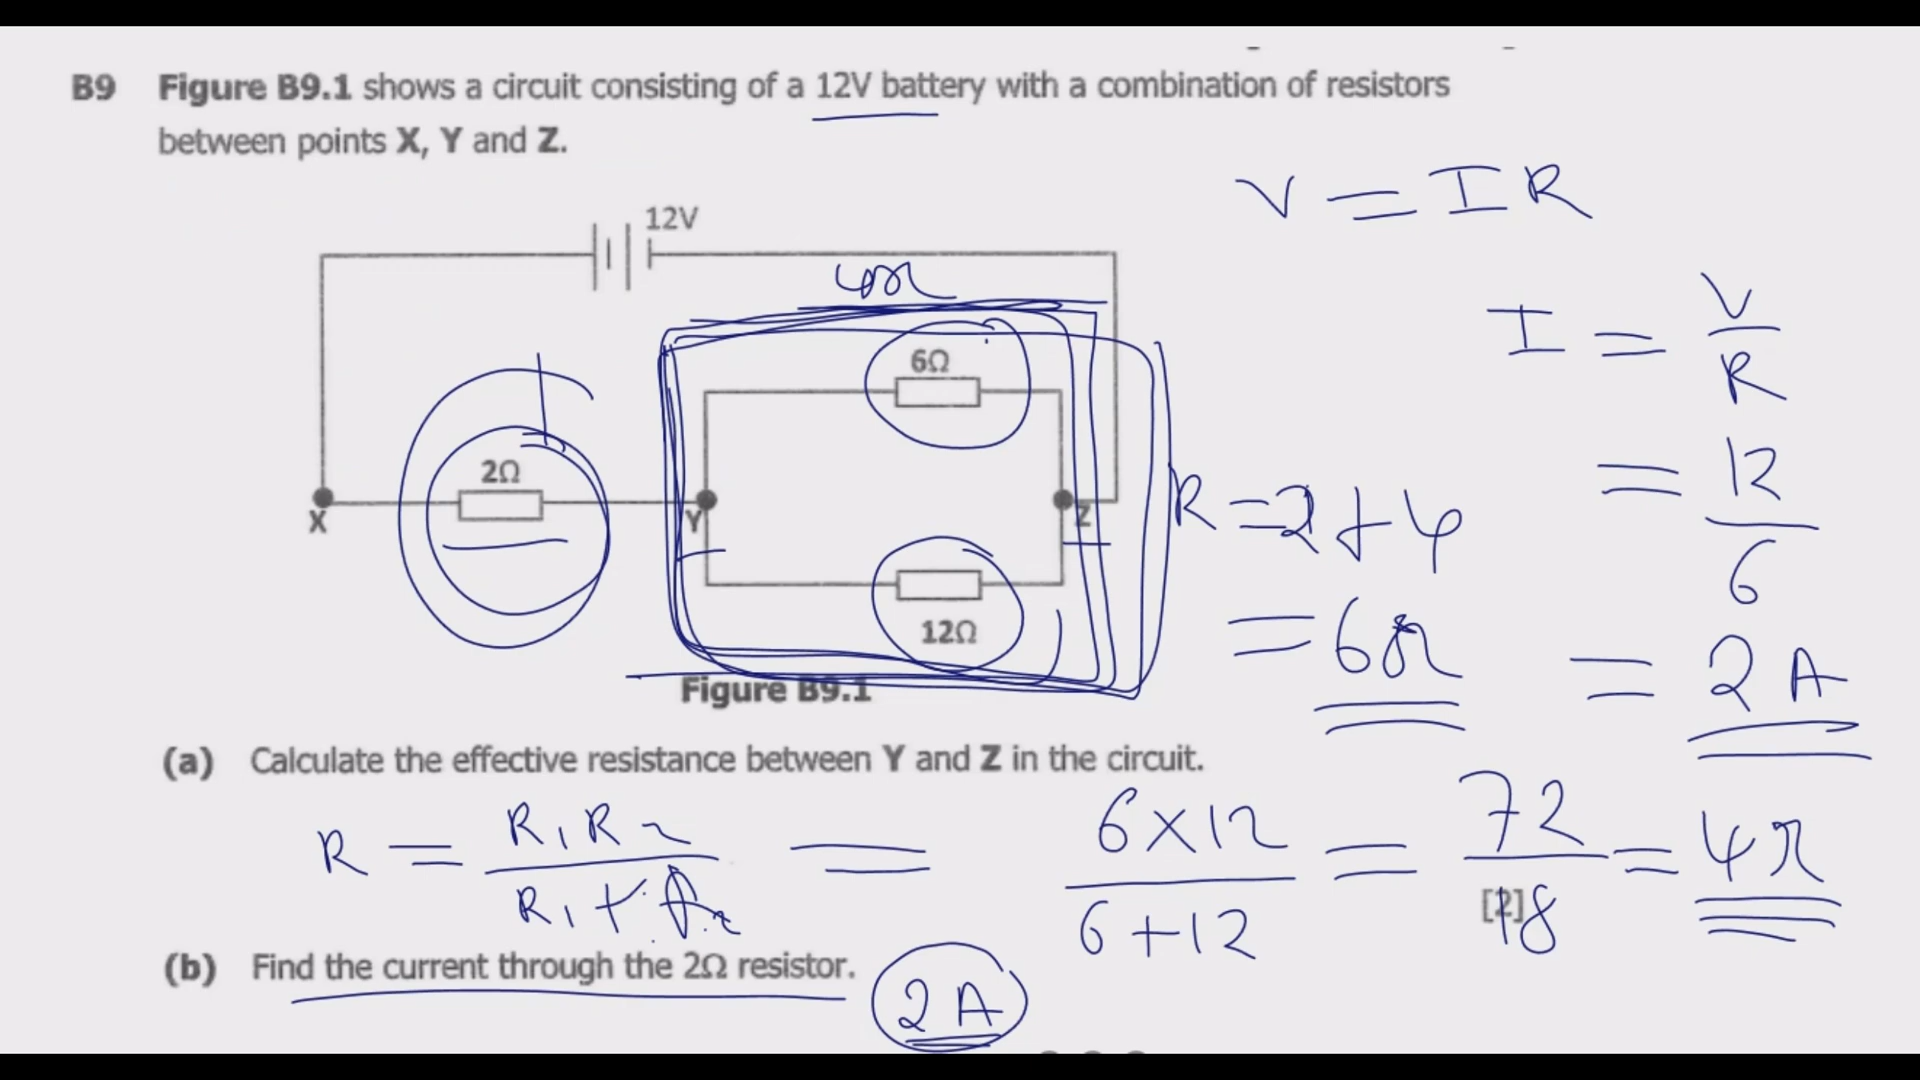 B9 Figure B9.1 shows a circuit consisting of a 12V battery with a combination of resistors
between points X, Y and Z.
V = IR
12V
4Ω
I = V/R
6Ω
2Ω
= 12/6
X
Y
Z
R = 2 + 4
12Ω
= 6Ω
= 2 A
Figure B9.1
(a) Calculate the effective resistance between Y and Z in the circuit.
R = R1R2/R1+R2 = 6×12/6+12 = 72/18 = 4Ω
[2]
(b) Find the current through the 2Ω resistor.
2 A